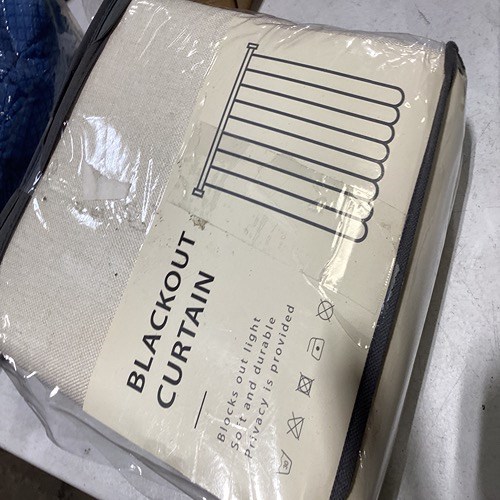 BLACKOUT
CURTAIN
Blocks out light
Soft and durable
Privacy is provided